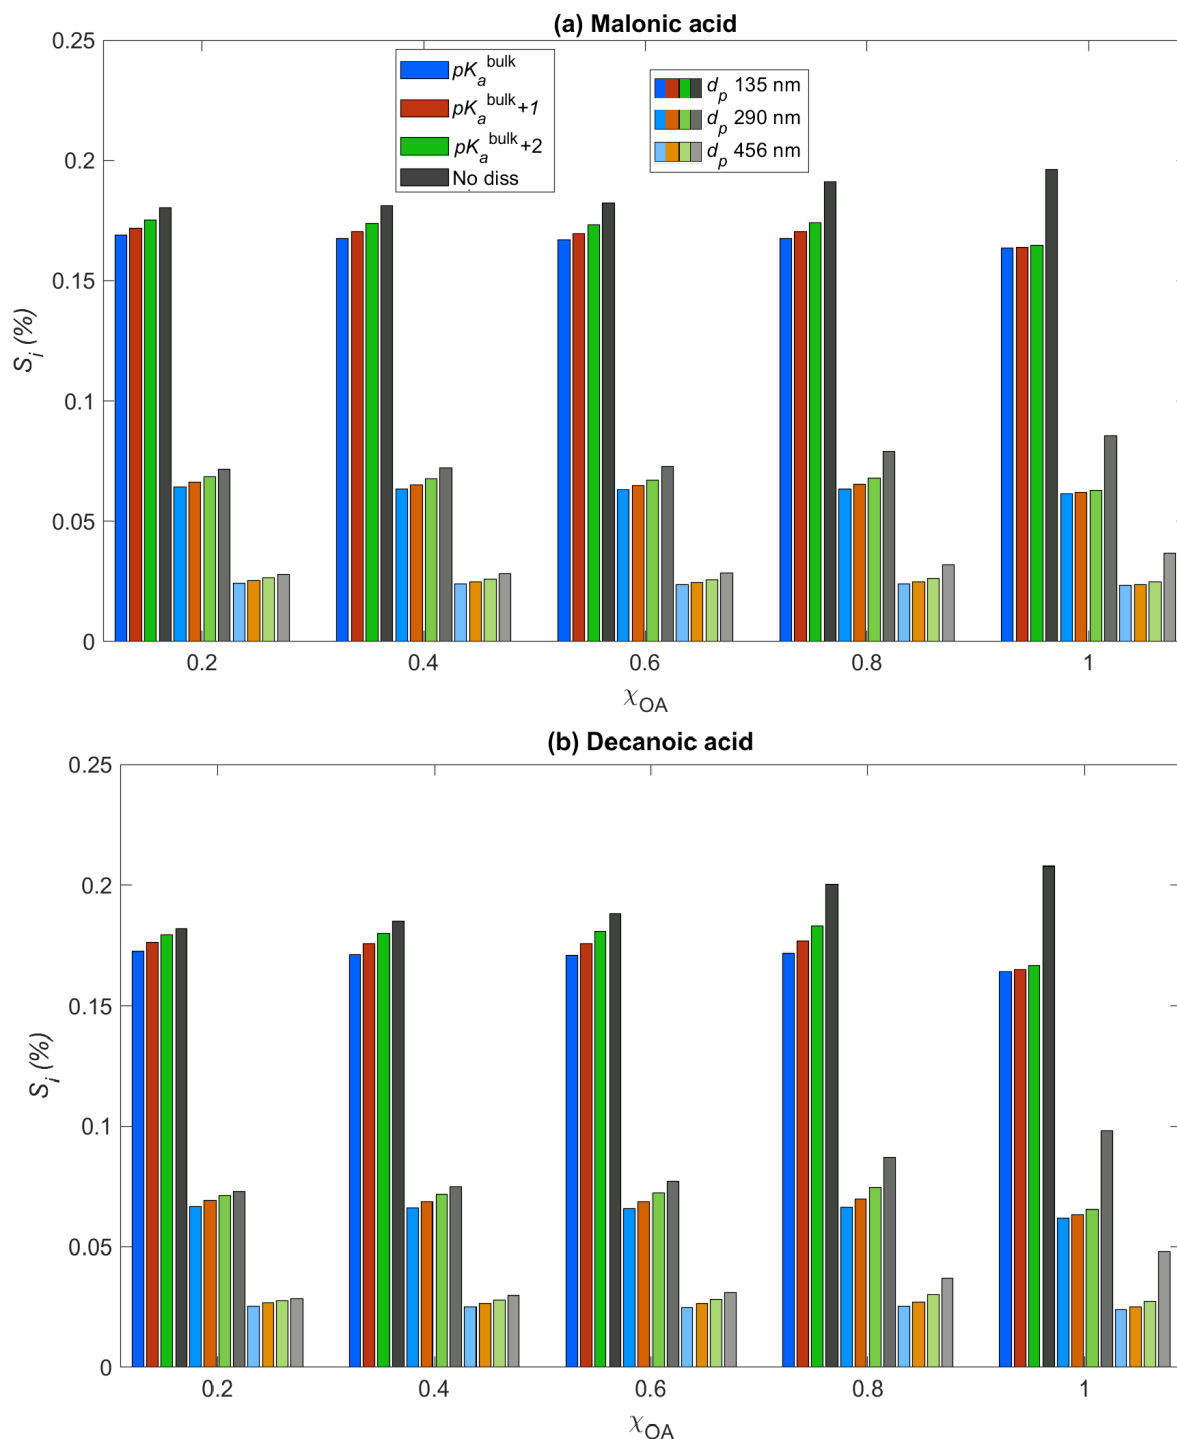 (a) Malonic acid
0.25
0.2
0.15
0.1
0.05
0
S_i (%)
pK_a^bulk
pK_a^bulk+1
pK_a^bulk+2
No diss
d_p 135 nm
d_p 290 nm
d_p 456 nm
0.2 0.4 0.6 0.8 1
χ_OA
(b) Decanoic acid
0.25
0.2
0.15
0.1
0.05
0
S_i (%)
0.2 0.4 0.6 0.8 1
χ_OA